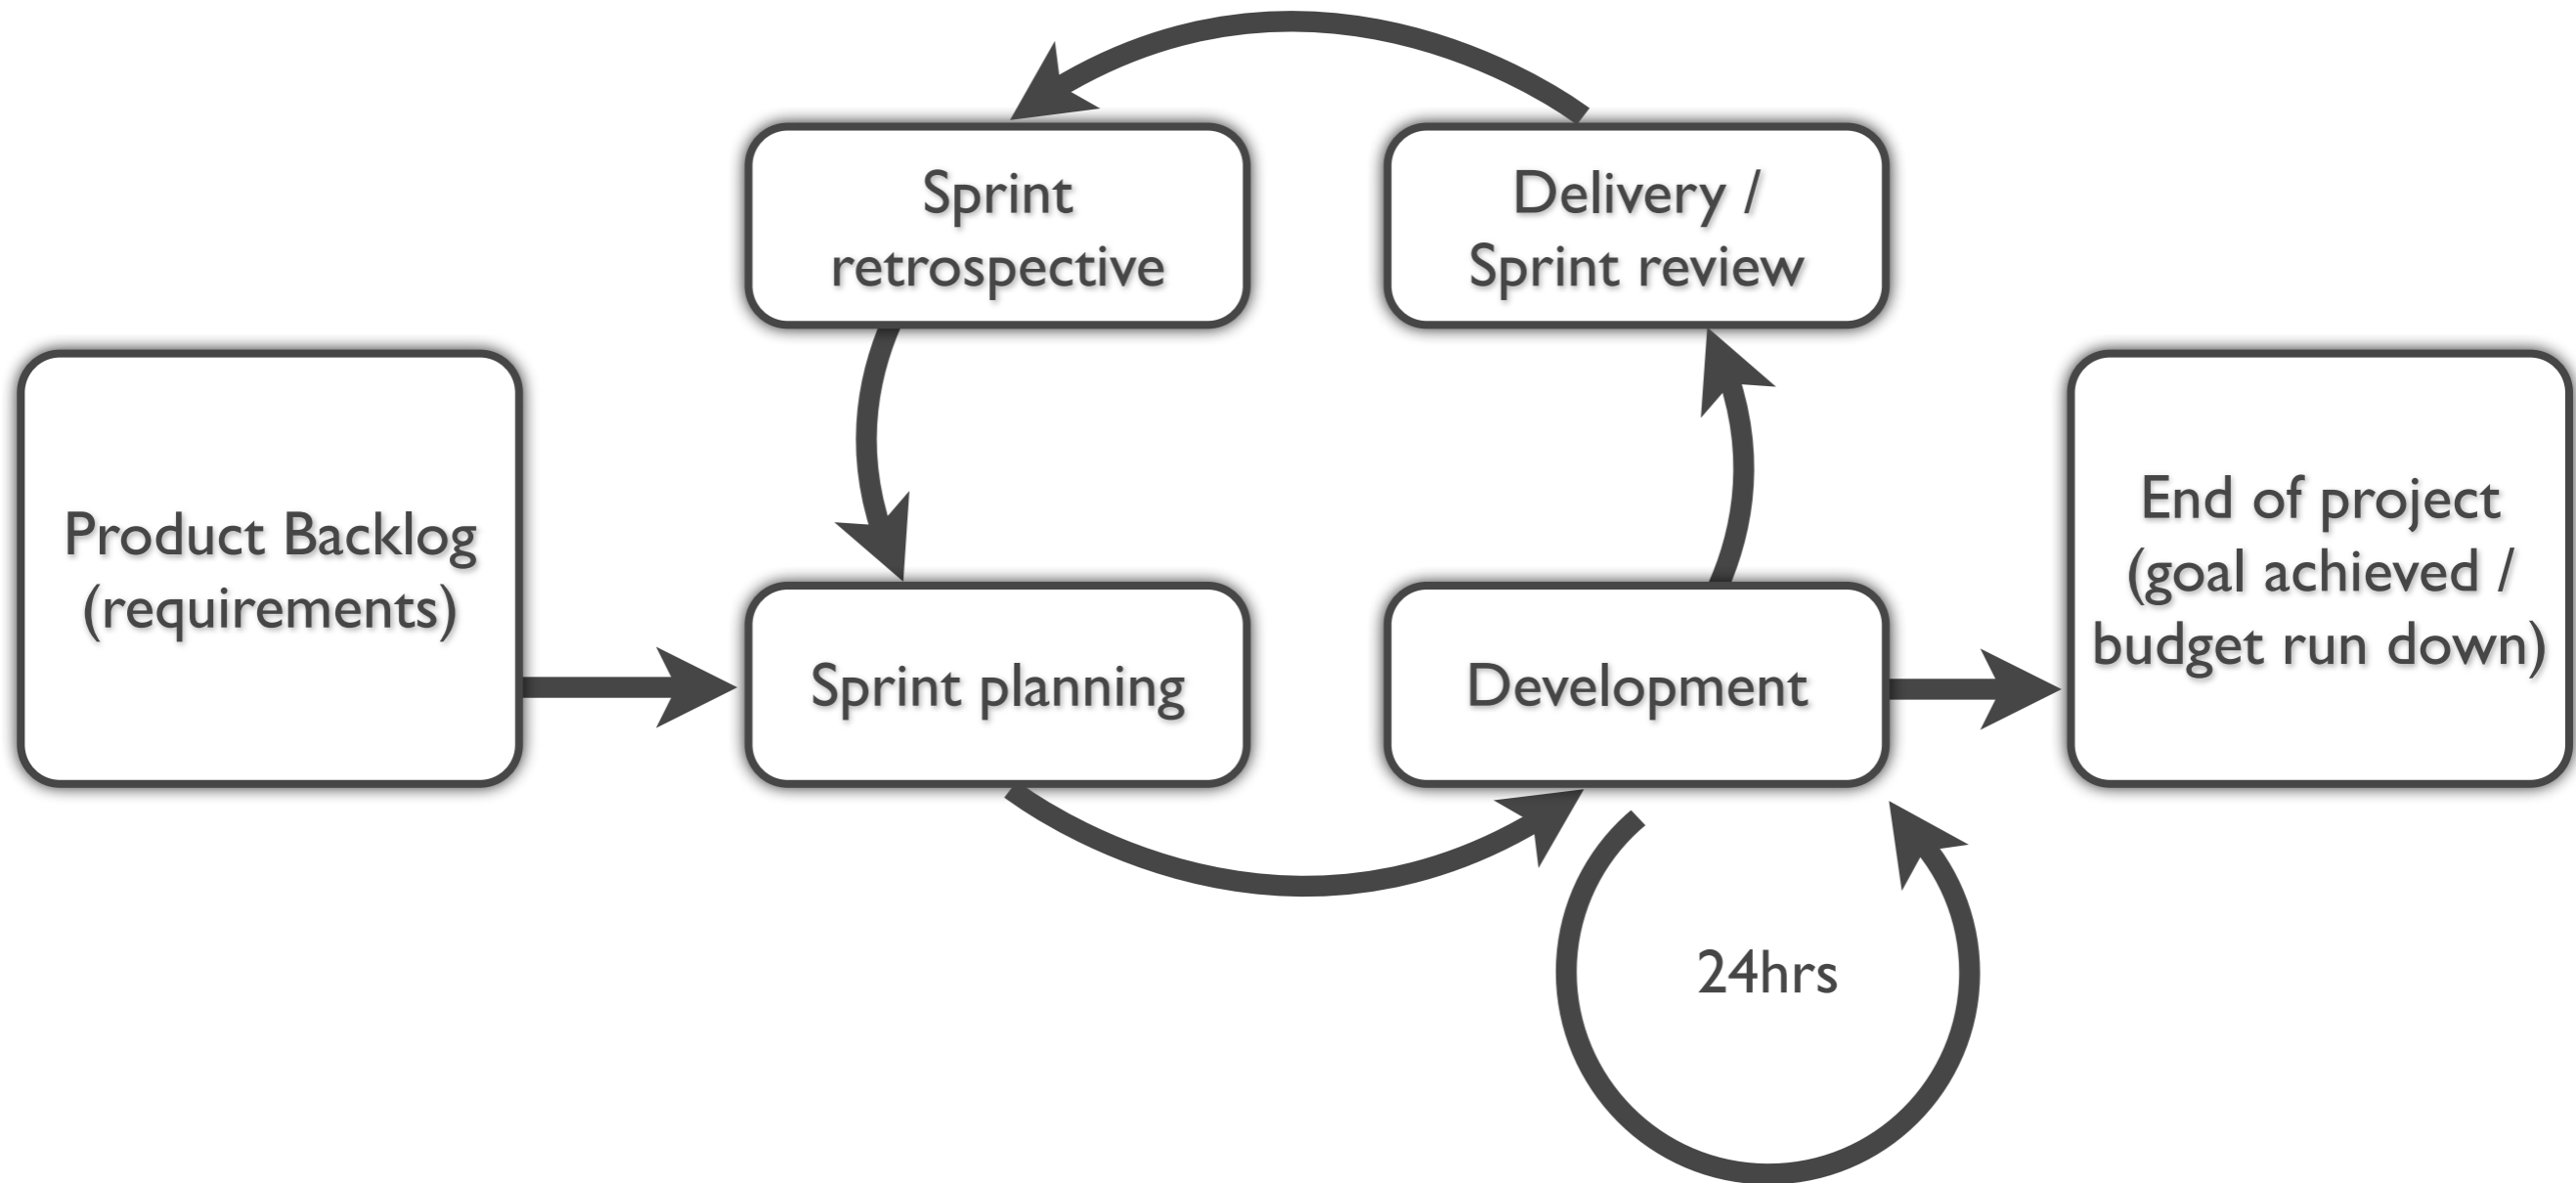 Sprint
retrospective
Delivery /
Sprint review
Product Backlog
(requirements)
Sprint planning
Development
End of project
(goal achieved /
budget run down)
24hrs